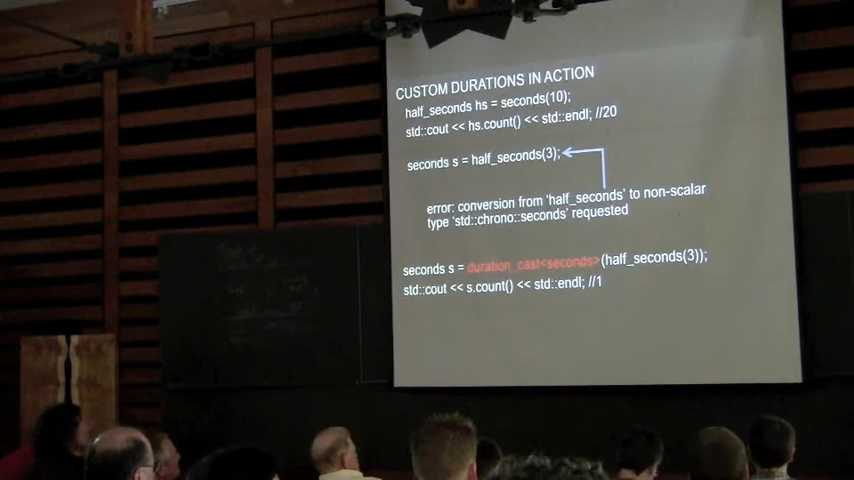 CUSTOM DURATIONS IN ACTION
half_seconds hs = seconds(10);
std::cout << hs.count() << std::endl; //20
seconds s = half_seconds(3);
error: conversion from 'half_seconds' to non-scalar
type 'std::chrono::seconds' requested
seconds s = duration_cast<seconds>(half_seconds(3));
std::cout << s.count() << std::endl; //1